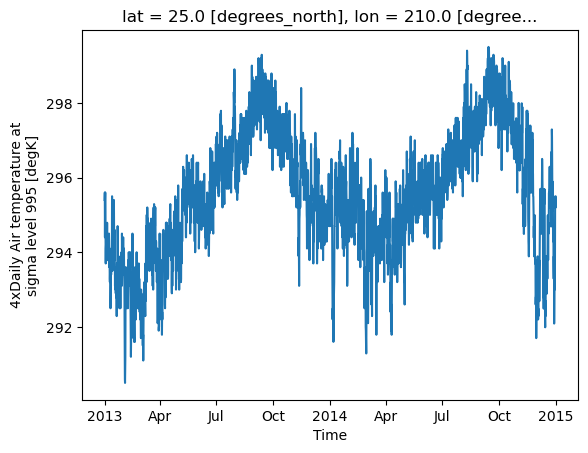 lat = 25.0 [degrees_north], lon = 210.0 [degree...
4xDaily Air temperature at
sigma level 995 [degK]
298
296
294
292
2013
Apr
Jul
Oct
2014
Apr
Jul
Oct
2015
Time